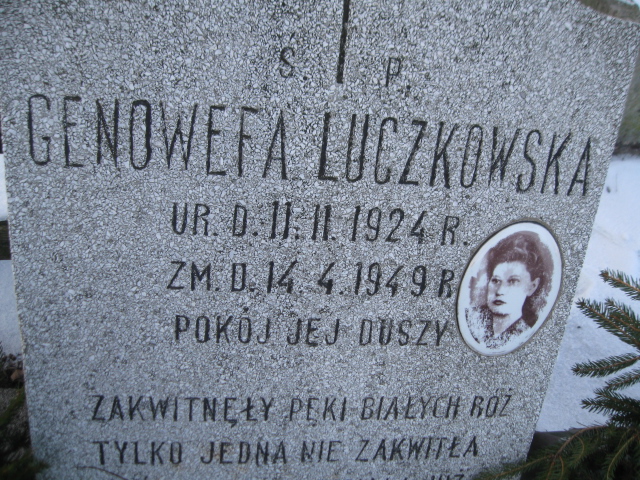 Ś. P.
GENOWEFA LUCZKOWSKA
UR. D. 11. 11. 1924 R.
ZM. D. 14. 4. 1949 R
POKÓJ JEJ DUSZY
ZAKWITNĘŁY PĘKI BIAŁYCH RÓŻ
TYLKO JEDNA NIE ZAKWITŁA